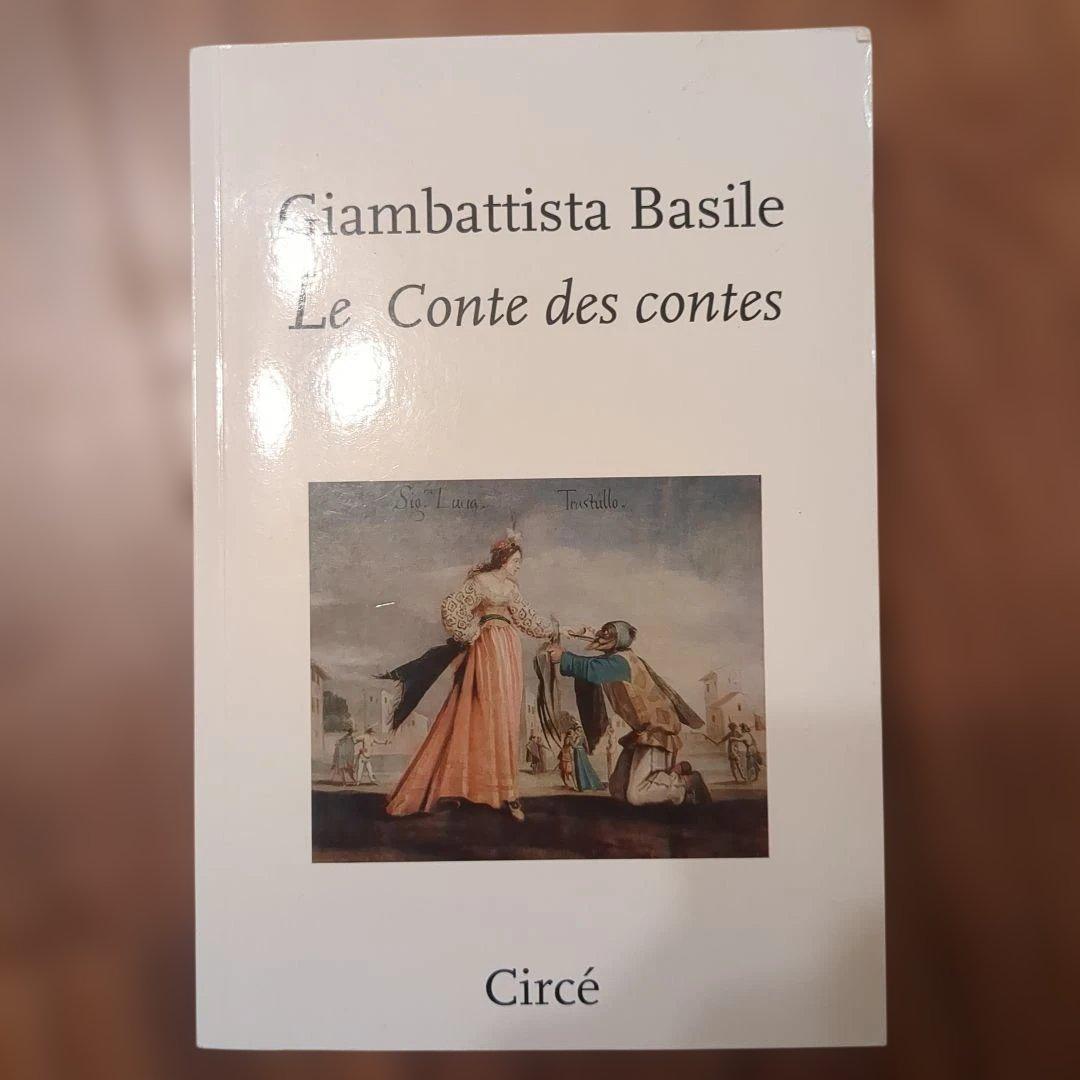 Giambattista Basile
Le Conte des contes
Sig.ra Lucia. Trastullo.
Circé